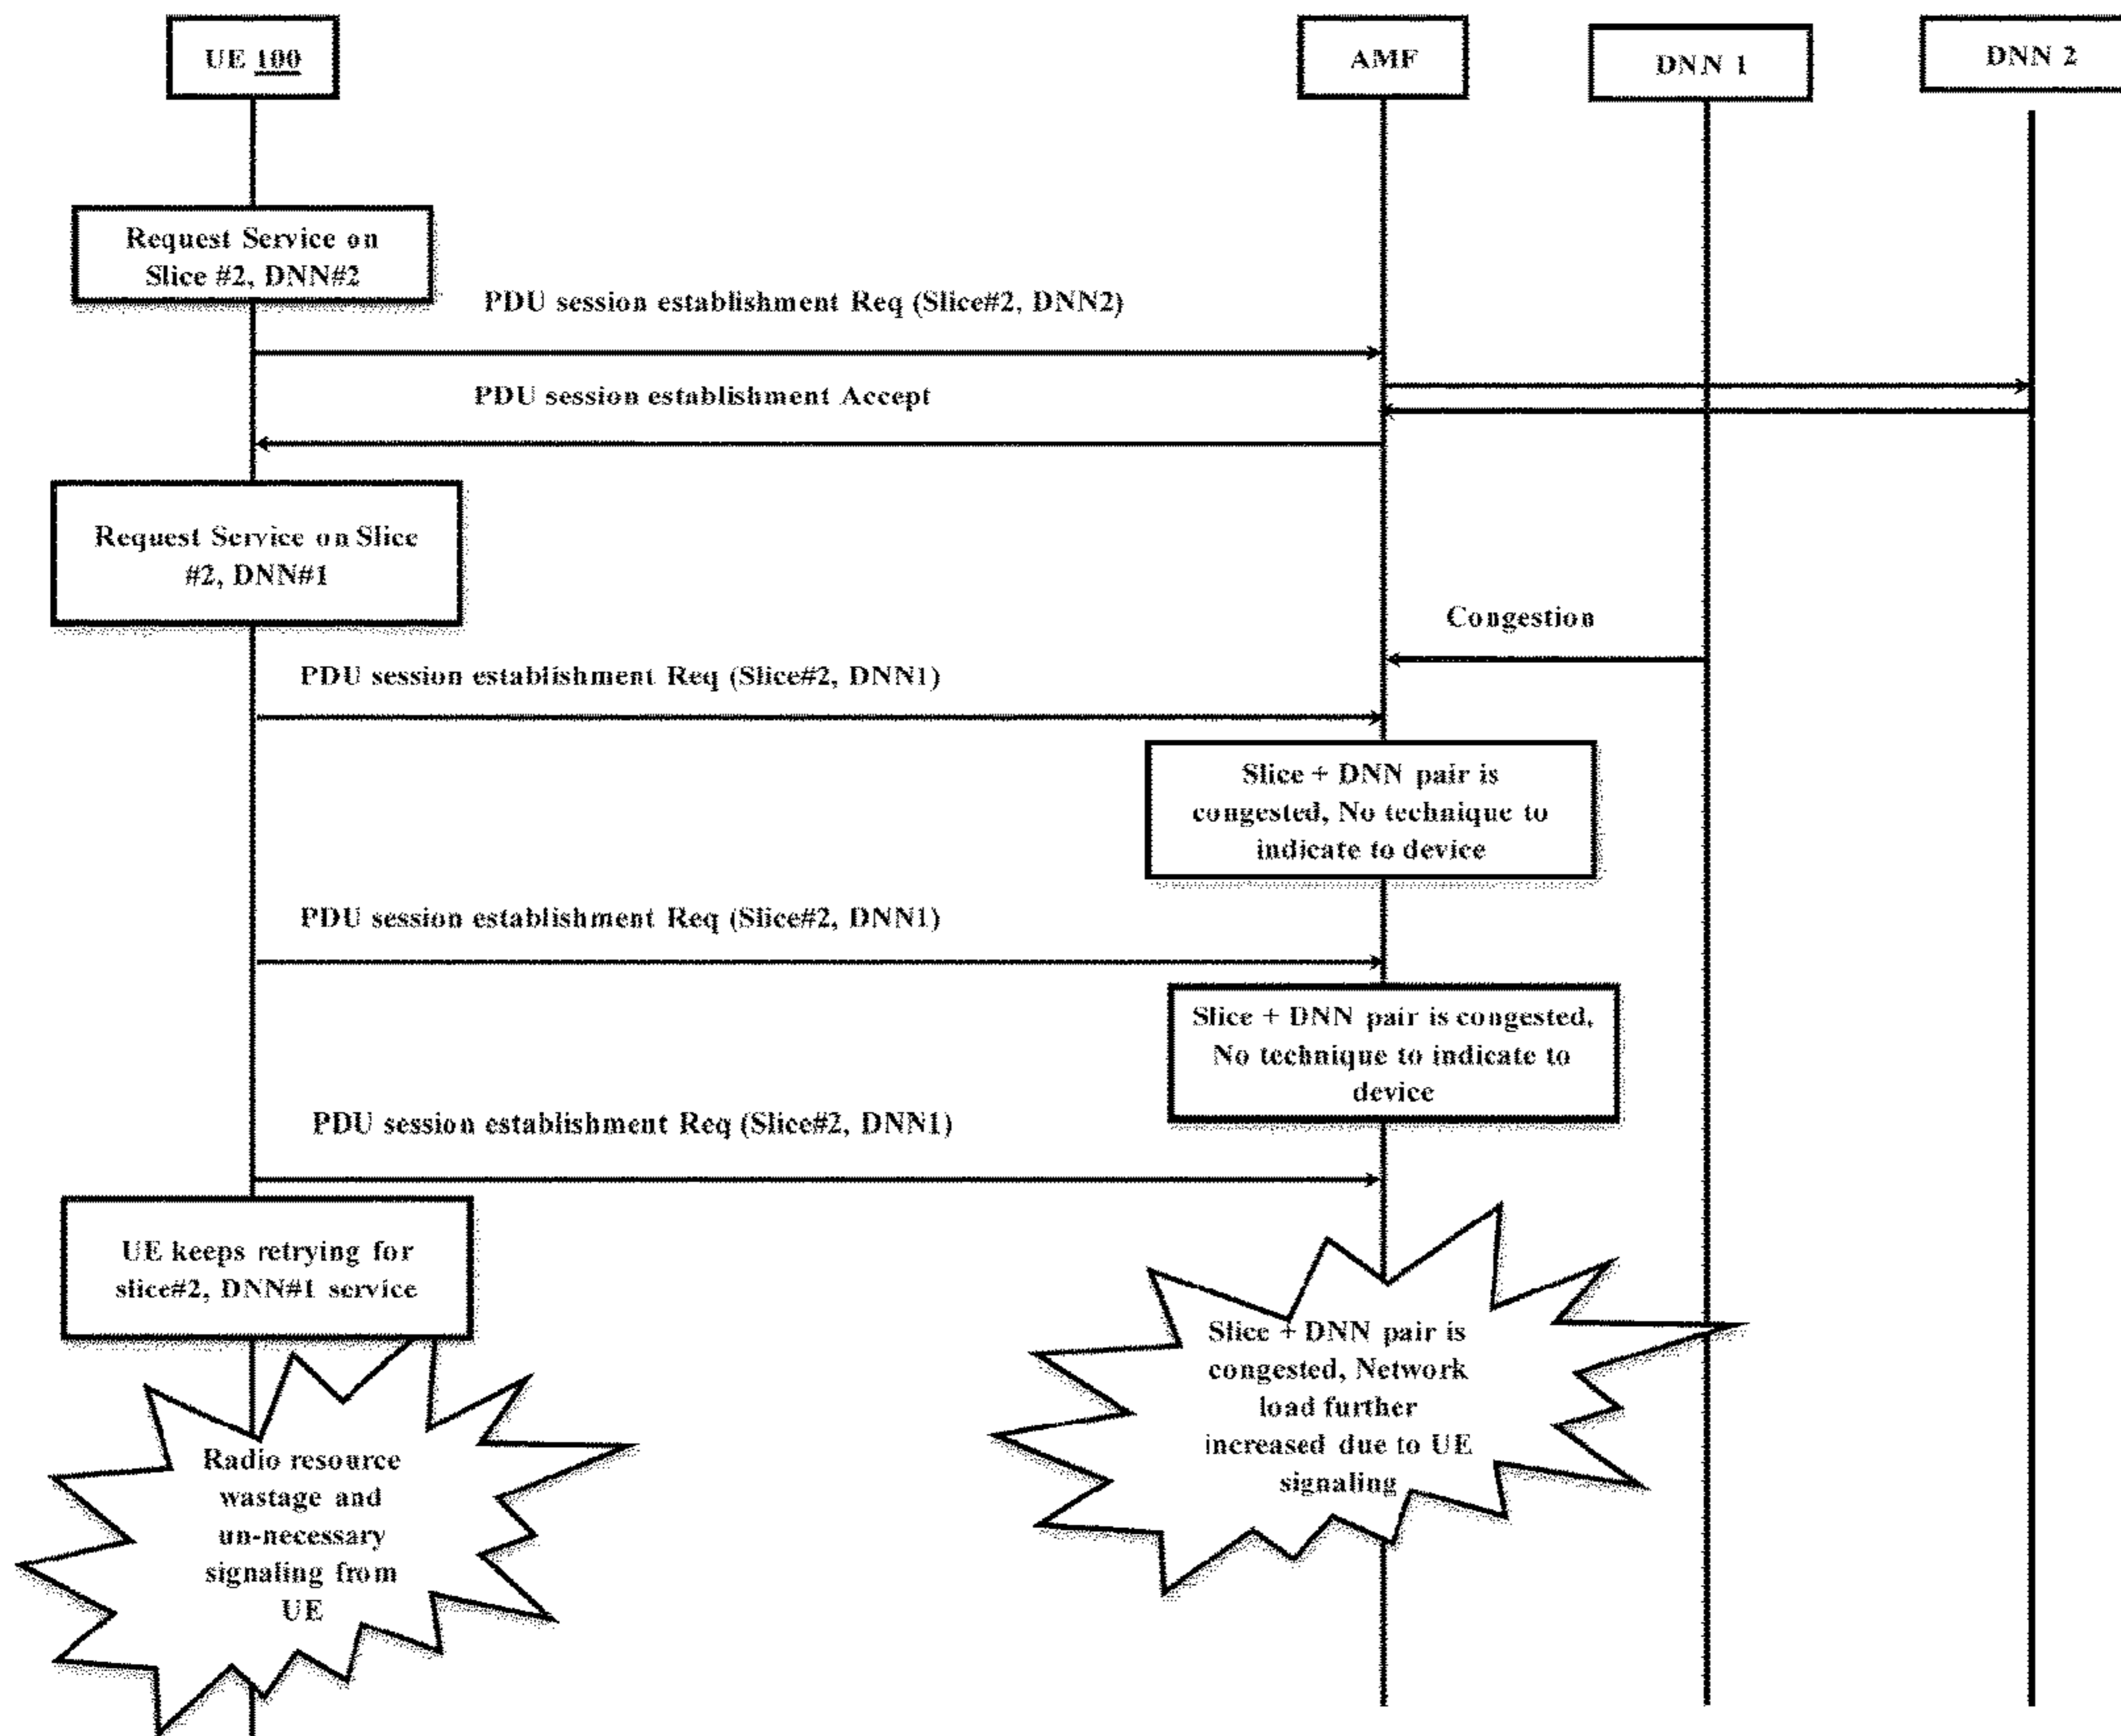 UE 100
AMF
DNN 1
DNN 2
Request Service on
Slice #2, DNN#2
PDU session establishment Req (Slice#2, DNN2)
PDU session establishment Accept
Request Service on Slice
#2, DNN#1
Congestion
PDU session establishment Req (Slice#2, DNN1)
Slice + DNN pair is
congested, No technique to
indicate to device
PDU session establishment Req (Slice#2, DNN1)
Slice + DNN pair is congested,
No technique to indicate to
device
PDU session establishment Req (Slice#2, DNN1)
UE keeps retrying for
slice#2, DNN#1 service
Slice + DNN pair is
congested, Network
load further
increased due to UE
signaling
Radio resource
wastage and
un-necessary
signaling from
UE